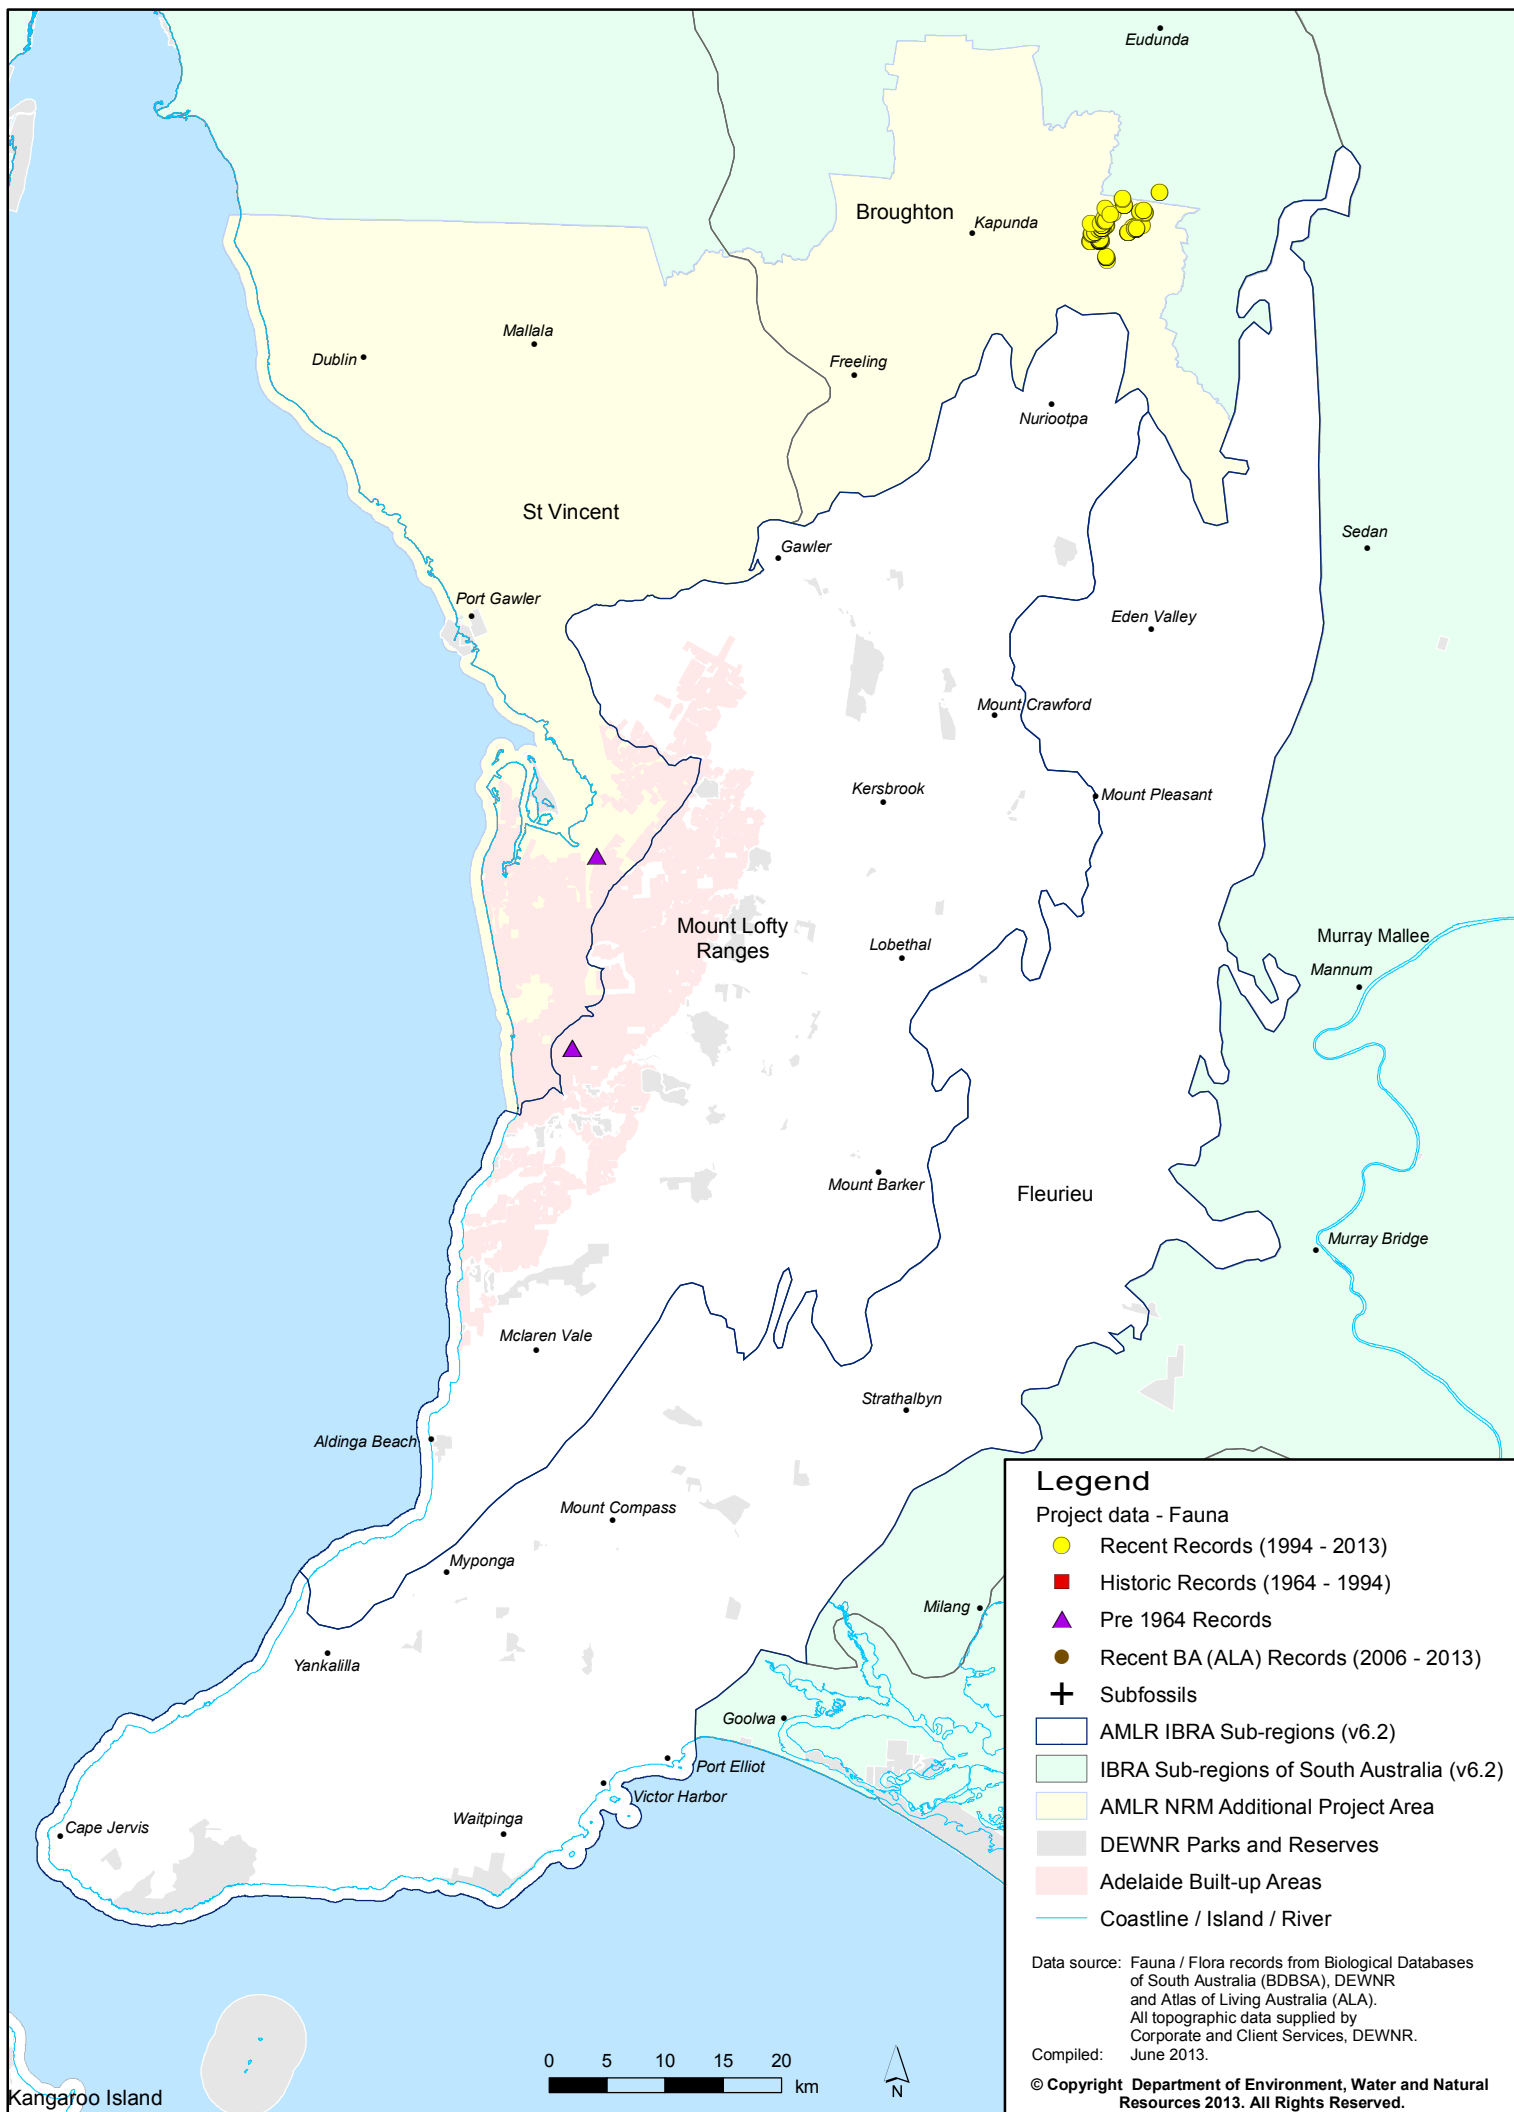 Eudunda
Broughton
Kapunda
Mallala
Dublin
Freeling
Nuriootpa
St Vincent
Sedan
Gawler
Port Gawler
Eden Valley
Mount Crawford
Kersbrook
Mount Pleasant
Mount Lofty
Ranges
Murray Mallee
Lobethal
Mannum
Mount Barker
Fleurieu
Murray Bridge
Mclaren Vale
Strathalbyn
Aldinga Beach
Mount Compass
Myponga
Milang
Yankalilla
Goolwa
Port Elliot
Victor Harbor
Waitpinga
Cape Jervis
Kangaroo Island
0 5 10 15 20
km
N
Legend
Project data - Fauna
Recent Records (1994 - 2013)
Historic Records (1964 - 1994)
Pre 1964 Records
Recent BA (ALA) Records (2006 - 2013)
Subfossils
AMLR IBRA Sub-regions (v6.2)
IBRA Sub-regions of South Australia (v6.2)
AMLR NRM Additional Project Area
DEWNR Parks and Reserves
Adelaide Built-up Areas
Coastline / Island / River
Data source: Fauna / Flora records from Biological Databases
of South Australia (BDBSA), DEWNR
and Atlas of Living Australia (ALA).
All topographic data supplied by
Corporate and Client Services, DEWNR.
Compiled: June 2013.
© Copyright Department of Environment, Water and Natural
Resources 2013. All Rights Reserved.